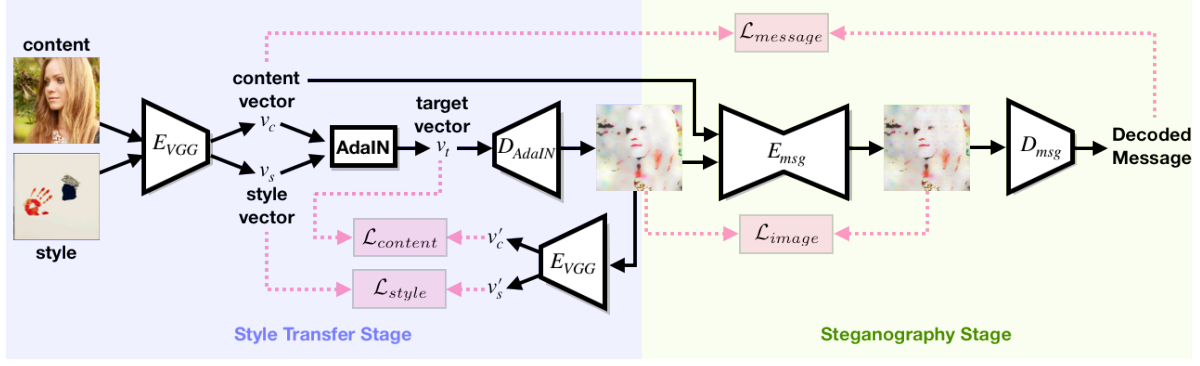 content
style
E_VGG
content
vector
v_c
v_s
style
vector
AdaIN
target
vector
v_t
D_AdaIN
E_VGG
v'_c
v'_s
ℒ_content
ℒ_style
Style Transfer Stage
ℒ_message
E_msg
ℒ_image
D_msg
Decoded
Message
Steganography Stage